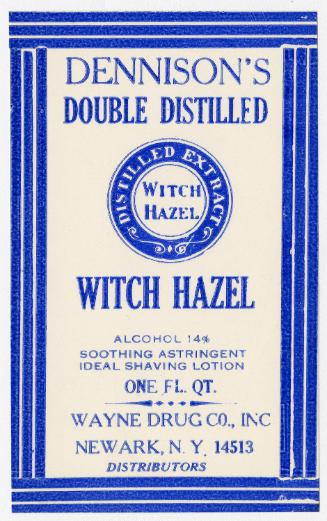 DENNISON'S
DOUBLE DISTILLED
DISTILLED EXTRACT
WITCH
HAZEL
WITCH HAZEL
ALCOHOL 14%
SOOTHING ASTRINGENT
IDEAL SHAVING LOTION
ONE FL. QT.
WAYNE DRUG CO., INC
NEWARK, N. Y. 14513
DISTRIBUTORS